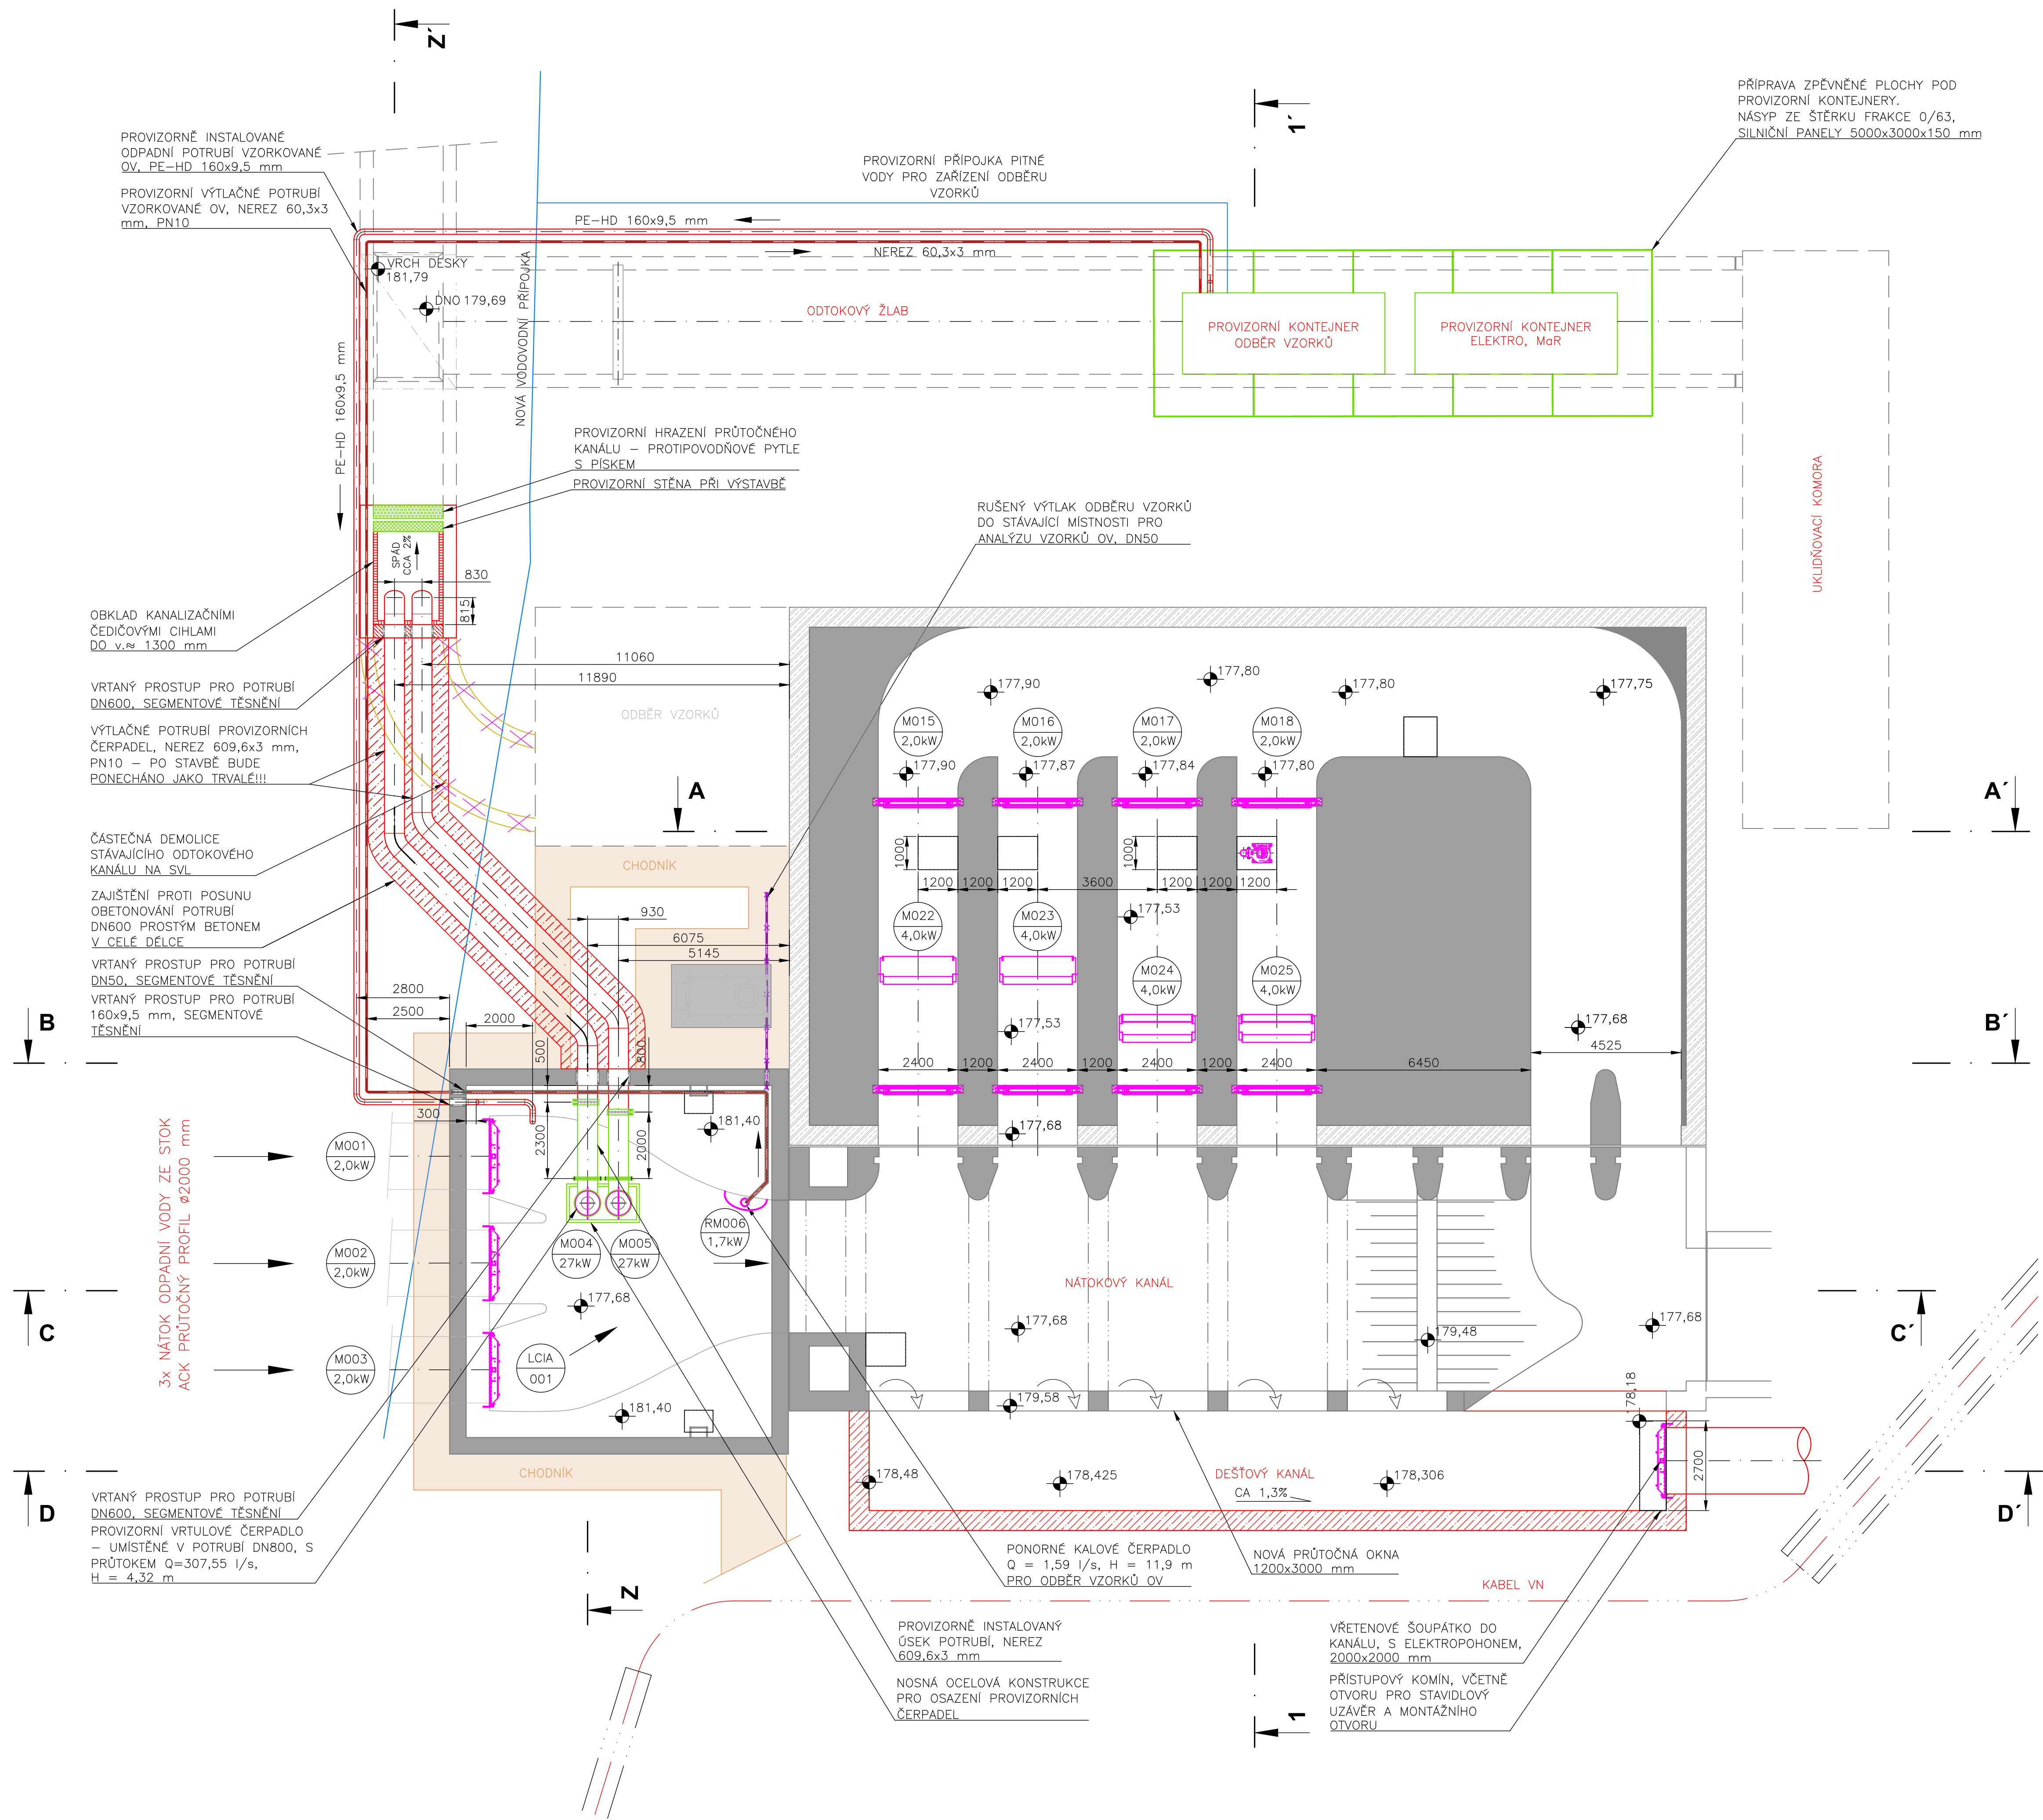 Z´
1´
PŘÍPRAVA ZPĚVNĚNÉ PLOCHY POD
PROVIZORNÍ KONTEJNERY.
NÁSYP ZE ŠTĚRKU FRAKCE 0/63,
SILNIČNÍ PANELY 5000x3000x150 mm
PROVIZORNĚ INSTALOVANÉ
ODPADNÍ POTRUBÍ VZORKOVANÉ
OV, PE-HD 160x9,5 mm
PROVIZORNÍ VÝTLAČNÉ POTRUBÍ
VZORKOVANÉ OV, NEREZ 60,3x3
mm, PN10
PROVIZORNÍ PŘÍPOJKA PITNÉ
VODY PRO ZAŘÍZENÍ ODBĚRU
VZORKŮ
PE-HD 160x9,5 mm
NEREZ 60,3x3 mm
VRCH DESKY
181,79
DNO 179,69
NOVÁ VODOVODNÍ PŘÍPOJKA
PE-HD 160x9,5 mm
ODTOKOVÝ ŽLAB
PROVIZORNÍ KONTEJNER
ODBĚR VZORKŮ
PROVIZORNÍ KONTEJNER
ELEKTRO, MaR
UKLIDŇOVACÍ KOMORA
PROVIZORNÍ HRAZENÍ PRŮTOČNÉHO
KANÁLU – PROTIPOVODŇOVÉ PYTLE
S PÍSKEM
PROVIZORNÍ STĚNA PŘI VÝSTAVBĚ
RUŠENÝ VÝTLAK ODBĚRU VZORKŮ
DO STÁVAJÍCÍ MÍSTNOSTI PRO
ANALÝZU VZORKŮ OV, DN50
SPÁD
CCA 2%
830
815
OBKLAD KANALIZAČNÍMI
ČEDIČOVÝMI CIHLAMI
DO v.≈ 1300 mm
VRTANÝ PROSTUP PRO POTRUBÍ
DN600, SEGMENTOVÉ TĚSNĚNÍ
VÝTLAČNÉ POTRUBÍ PROVIZORNÍCH
ČERPADEL, NEREZ 609,6x3 mm,
PN10 – PO STAVBĚ BUDE
PONECHÁNO JAKO TRVALÉ!!!
ČÁSTEČNÁ DEMOLICE
STÁVAJÍCÍHO ODTOKOVÉHO
KANÁLU NA SVL
ZAJIŠTĚNÍ PROTI POSUNU
OBETONOVÁNÍ POTRUBÍ
DN600 PROSTÝM BETONEM
V CELÉ DÉLCE
VRTANÝ PROSTUP PRO POTRUBÍ
DN50, SEGMENTOVÉ TĚSNĚNÍ
VRTANÝ PROSTUP PRO POTRUBÍ
160x9,5 mm, SEGMENTOVÉ
TĚSNĚNÍ
11060
11890
ODBĚR VZORKŮ
177,90
177,80
177,80
177,75
M015
2,0kW
M016
2,0kW
M017
2,0kW
M018
2,0kW
177,90
177,87
177,84
177,80
A
A´
CHODNÍK
1000
1000
1200
1200
1200
3600
1200
1200
1200
930
6075
5145
M022
4,0kW
M023
4,0kW
177,53
M024
4,0kW
M025
4,0kW
2800
2500
2000
500
800
177,53
177,68
B
B´
2400
1200
2400
1200
2400
1200
2400
6450
4525
300
2300
2000
181,40
177,68
3x NÁTOK ODPADNÍ VODY ZE STOK
ACK PRŮTOČNÝ PROFIL ø2000 mm
M001
2,0kW
M002
2,0kW
M003
2,0kW
M004
27kW
M005
27kW
RM006
1,7kW
177,68
LCIA
001
181,40
NÁTOKOVÝ KANÁL
177,68
179,48
177,68
C
C´
179,58
178,18
178,48
178,425
DEŠŤOVÝ KANÁL
CA 1,3%
178,306
2700
CHODNÍK
D
D´
VRTANÝ PROSTUP PRO POTRUBÍ
DN600, SEGMENTOVÉ TĚSNĚNÍ
PROVIZORNÍ VRTULOVÉ ČERPADLO
– UMÍSTĚNÉ V POTRUBÍ DN800, S
PRŮTOKEM Q=307,55 l/s,
H = 4,32 m
PONORNÉ KALOVÉ ČERPADLO
Q = 1,59 l/s, H = 11,9 m
PRO ODBĚR VZORKŮ OV
NOVÁ PRŮTOČNÁ OKNA
1200x3000 mm
KABEL VN
Z
PROVIZORNĚ INSTALOVANÝ
ÚSEK POTRUBÍ, NEREZ
609,6x3 mm
NOSNÁ OCELOVÁ KONSTRUKCE
PRO OSAZENÍ PROVIZORNÍCH
ČERPADEL
VŘETENOVÉ ŠOUPÁTKO DO
KANÁLU, S ELEKTROPOHONEM,
2000x2000 mm
PŘÍSTUPOVÝ KOMÍN, VČETNĚ
OTVORU PRO STAVIDLOVÝ
UZÁVĚR A MONTÁŽNÍHO
OTVORU
1